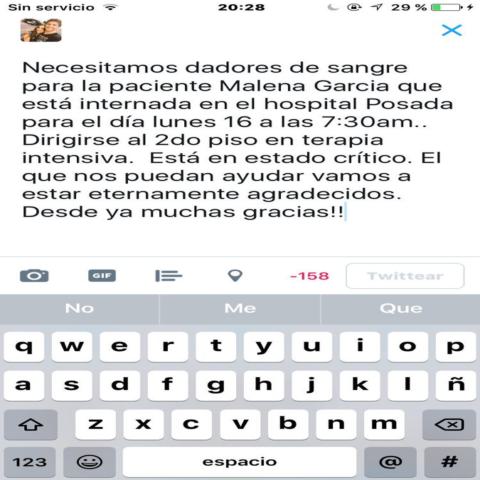 Sin servicio 20:28 29 %
Necesitamos dadores de sangre
para la paciente Malena Garcia que
está internada en el hospital Posada
para el día lunes 16 a las 7:30am..
Dirigirse al 2do piso en terapia
intensiva.  Está en estado crítico. El
que nos puedan ayudar vamos a
estar eternamente agradecidos.
Desde ya muchas gracias!!
GIF -158 Twittear
No Me Que
q w e r t y u i o p
a s d f g h j k l ñ
z x c v b n m
123 espacio @ #